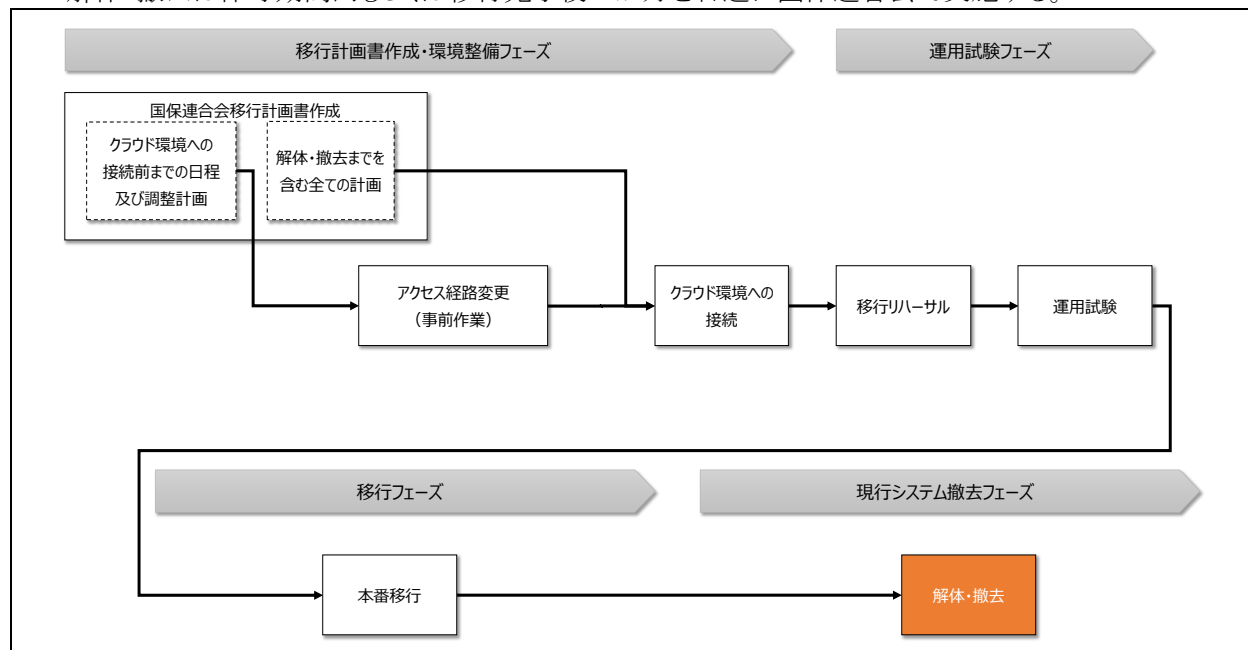 移行計画書作成・環境整備フェーズ
運用試験フェーズ
国保連合会移行計画書作成
クラウド環境への
接続前までの日程
及び調整計画
解体・撤去までを
含む全ての計画
アクセス経路変更
（事前作業）
クラウド環境への
接続
移行リハーサル
運用試験
移行フェーズ
現行システム撤去フェーズ
本番移行
解体・撤去